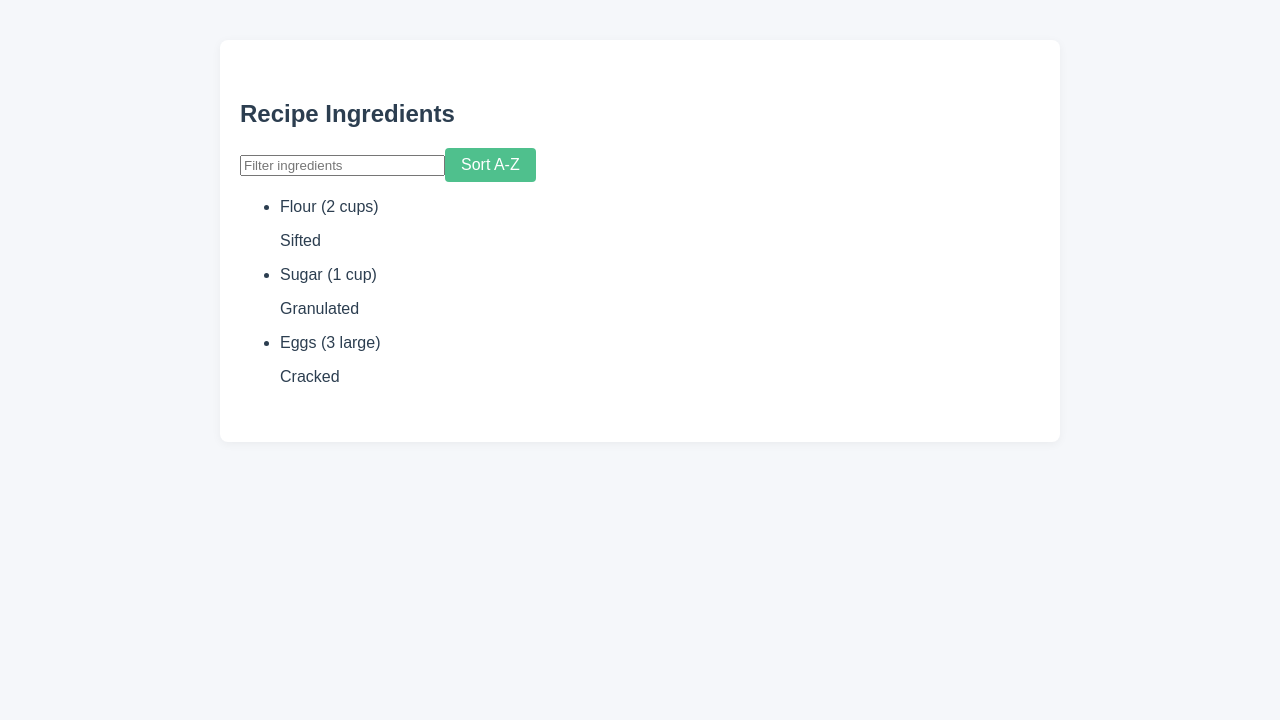 Recipe Ingredients
Filter ingredients Sort A-Z
Flour (2 cups)
Sifted
Sugar (1 cup)
Granulated
Eggs (3 large)
Cracked